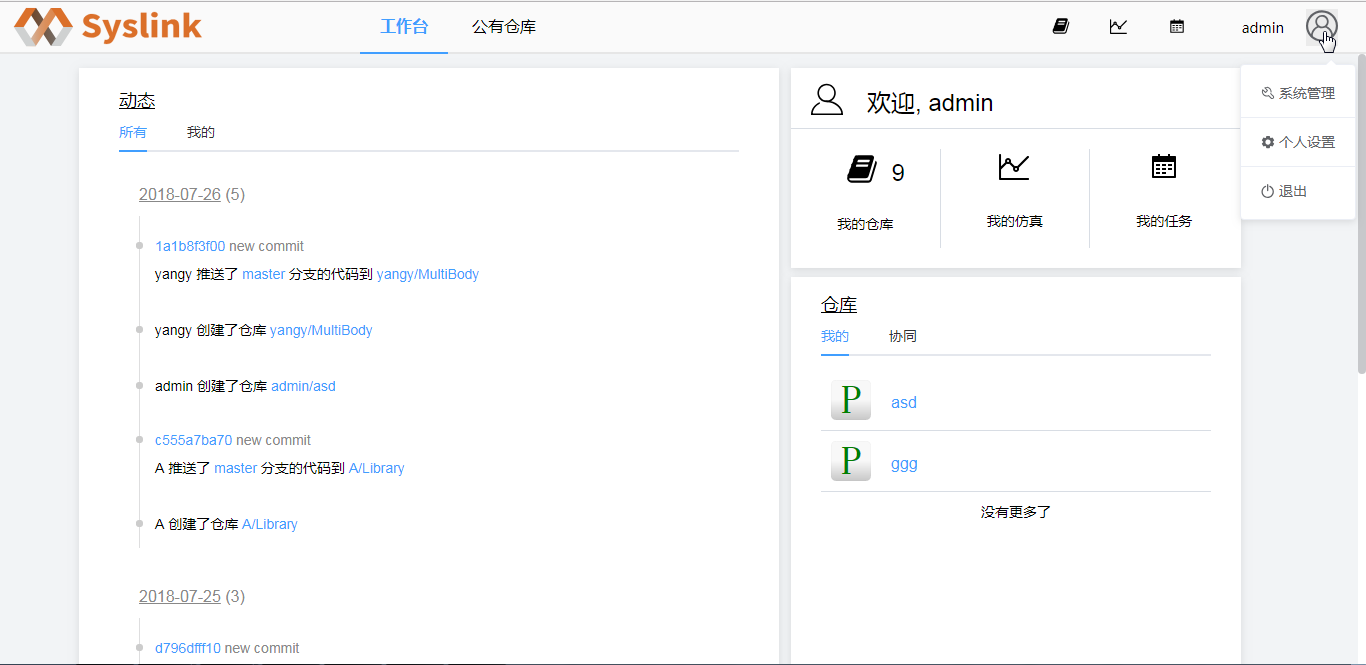 Syslink
工作台
公有仓库
admin
系统管理
个人设置
退出
动态
所有
我的
2018-07-26 (5)
1a1b8f3f00 new commit
yangy 推送了 master 分支的代码到 yangy/MultiBody
yangy 创建了仓库 yangy/MultiBody
admin 创建了仓库 admin/asd
c555a7ba70 new commit
A 推送了 master 分支的代码到 A/Library
A 创建了仓库 A/Library
2018-07-25 (3)
d796dfff10 new commit
欢迎, admin
9
我的仓库
我的仿真
我的任务
仓库
我的
协同
P
asd
P
ggg
没有更多了